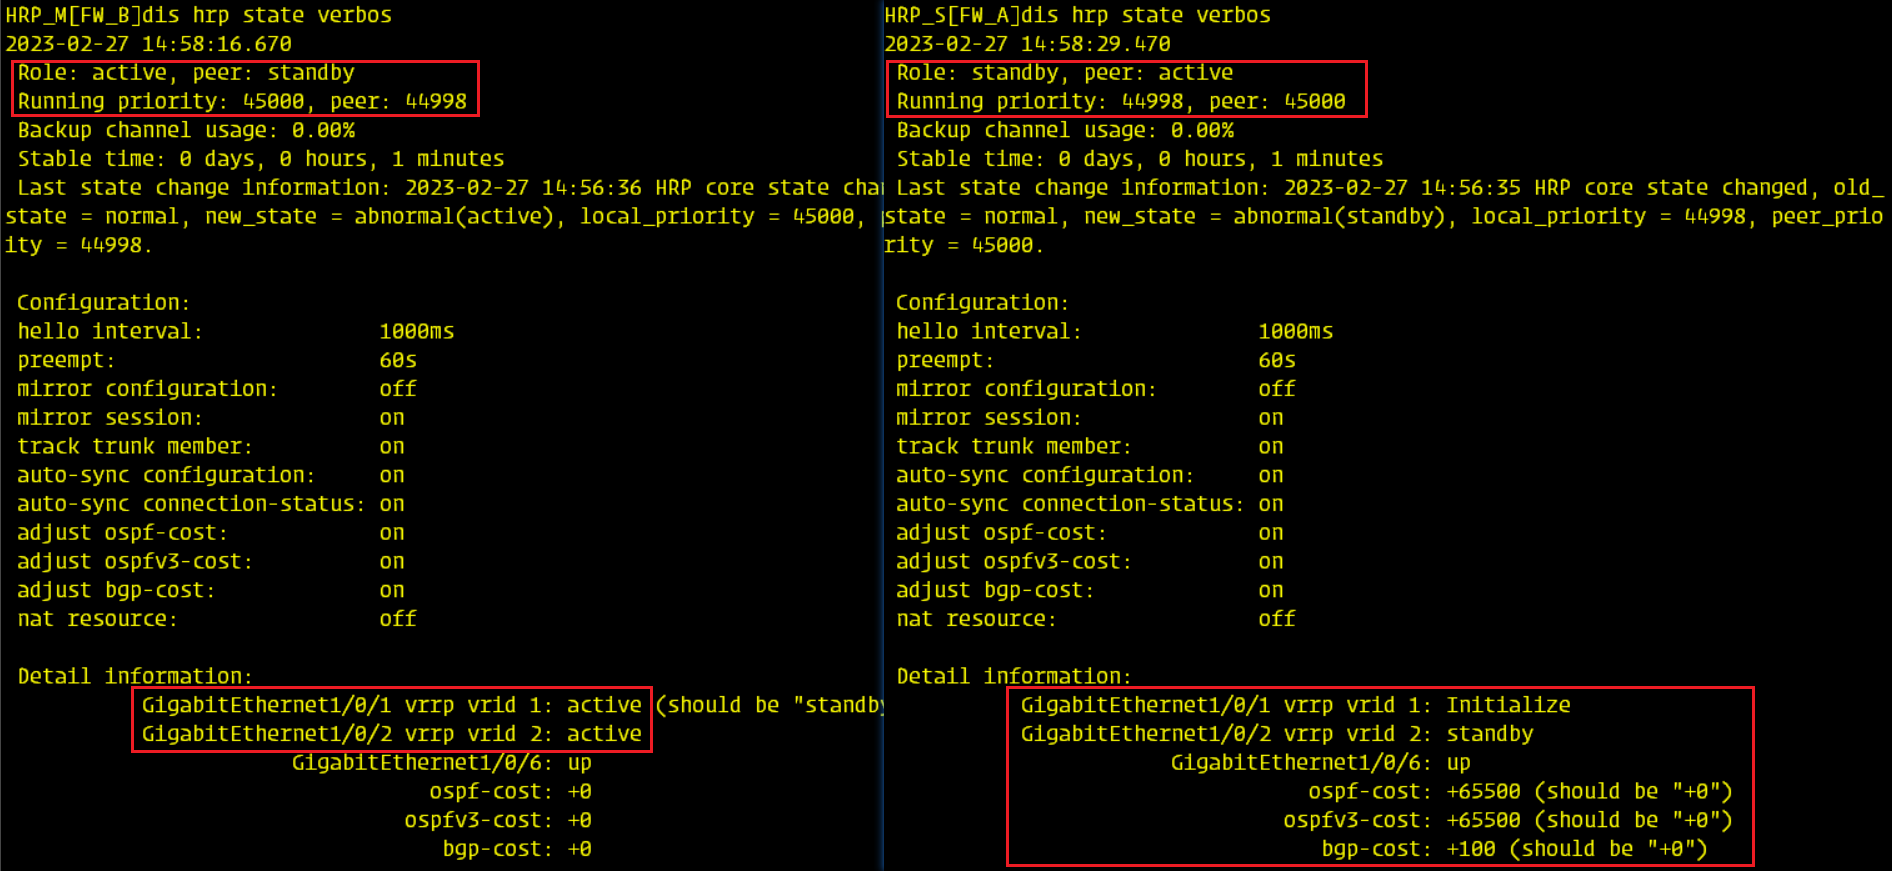 HRP_M[FW_B]dis hrp state verbos
2023-02-27 14:58:16.670
Role: active, peer: standby
Running priority: 45000, peer: 44998
Backup channel usage: 0.00%
Stable time: 0 days, 0 hours, 1 minutes
Last state change information: 2023-02-27 14:56:36 HRP core state chan
state = normal, new_state = abnormal(active), local_priority = 45000, p
ity = 44998.
Configuration:
hello interval: 1000ms
preempt: 60s
mirror configuration: off
mirror session: on
track trunk member: on
auto-sync configuration: on
auto-sync connection-status: on
adjust ospf-cost: on
adjust ospfv3-cost: on
adjust bgp-cost: on
nat resource: off
Detail information:
GigabitEthernet1/0/1 vrrp vrid 1: active (should be "standby
GigabitEthernet1/0/2 vrrp vrid 2: active
GigabitEthernet1/0/6: up
ospf-cost: +0
ospfv3-cost: +0
bgp-cost: +0
HRP_S[FW_A]dis hrp state verbos
2023-02-27 14:58:29.470
Role: standby, peer: active
Running priority: 44998, peer: 45000
Backup channel usage: 0.00%
Stable time: 0 days, 0 hours, 1 minutes
Last state change information: 2023-02-27 14:56:35 HRP core state changed, old_
state = normal, new_state = abnormal(standby), local_priority = 44998, peer_prio
rity = 45000.
Configuration:
hello interval: 1000ms
preempt: 60s
mirror configuration: off
mirror session: on
track trunk member: on
auto-sync configuration: on
auto-sync connection-status: on
adjust ospf-cost: on
adjust ospfv3-cost: on
adjust bgp-cost: on
nat resource: off
Detail information:
GigabitEthernet1/0/1 vrrp vrid 1: Initialize
GigabitEthernet1/0/2 vrrp vrid 2: standby
GigabitEthernet1/0/6: up
ospf-cost: +65500 (should be "+0")
ospfv3-cost: +65500 (should be "+0")
bgp-cost: +100 (should be "+0")